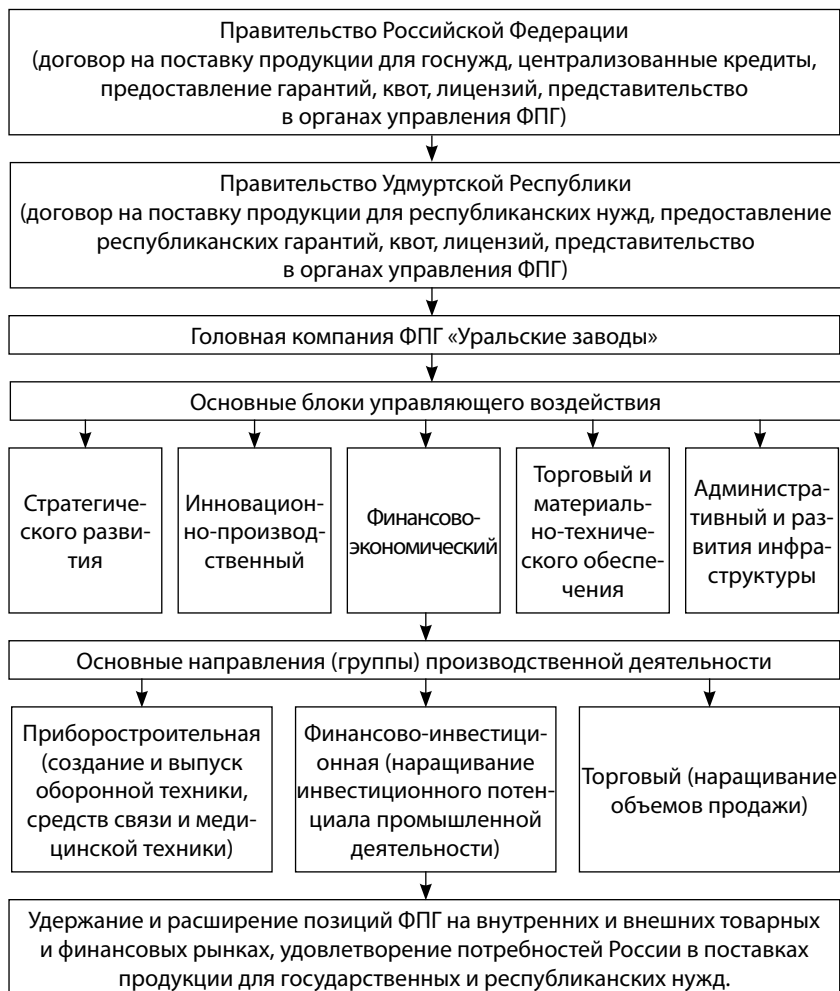 Правительство Российской Федерации
(договор на поставку продукции для госнужд, централизованные кредиты,
предоставление гарантий, квот, лицензий, представительство
в органах управления ФПГ)
Правительство Удмуртской Республики
(договор на поставку продукции для республиканских нужд, предоставление
республиканских гарантий, квот, лицензий, представительство
в органах управления ФПГ)
Головная компания ФПГ «Уральские заводы»
Основные блоки управляющего воздействия
Стратегиче-
ского разви-
тия
Инновацион-
но-производ-
ственный
Финансово-
экономический
Торговый и
материаль-
но-техниче-
ского обеспе-
чения
Администра-
тивный и раз-
вития инфра-
структуры
Основные направления (группы) производственной деятельности
Приборостроительная
(создание и выпуск
оборонной техники,
средств связи и меди-
цинской техники)
Финансово-инвестици-
онная (наращивание
инвестиционного потен-
циала промышленной
деятельности)
Торговый (наращивание
объемов продажи)
Удержание и расширение позиций ФПГ на внутренних и внешних товарных
и финансовых рынках, удовлетворение потребностей России в поставках
продукции для государственных и республиканских нужд.